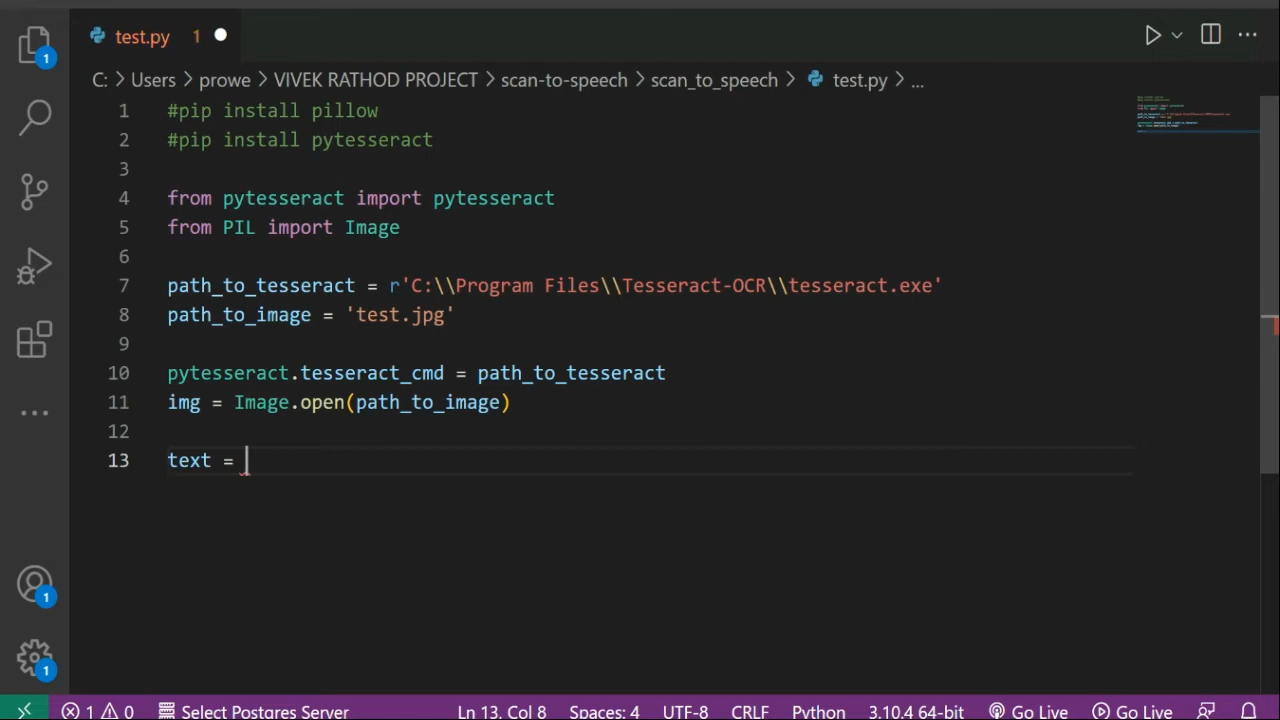 test.py 1
C: > Users > prowe > VIVEK RATHOD PROJECT > scan-to-speech > scan_to_speech > test.py > ...
1 #pip install pillow
2 #pip install pytesseract
3
4 from pytesseract import pytesseract
5 from PIL import Image
6
7 path_to_tesseract = r'C:\\Program Files\\Tesseract-OCR\\tesseract.exe'
8 path_to_image = 'test.jpg'
9
10 pytesseract.tesseract_cmd = path_to_tesseract
11 img = Image.open(path_to_image)
12
13 text =
1
1
1
1 0 Select Postgres Server Ln 13, Col 8 Spaces: 4 UTF-8 CRLF Python 3.10.4 64-bit Go Live Go Live